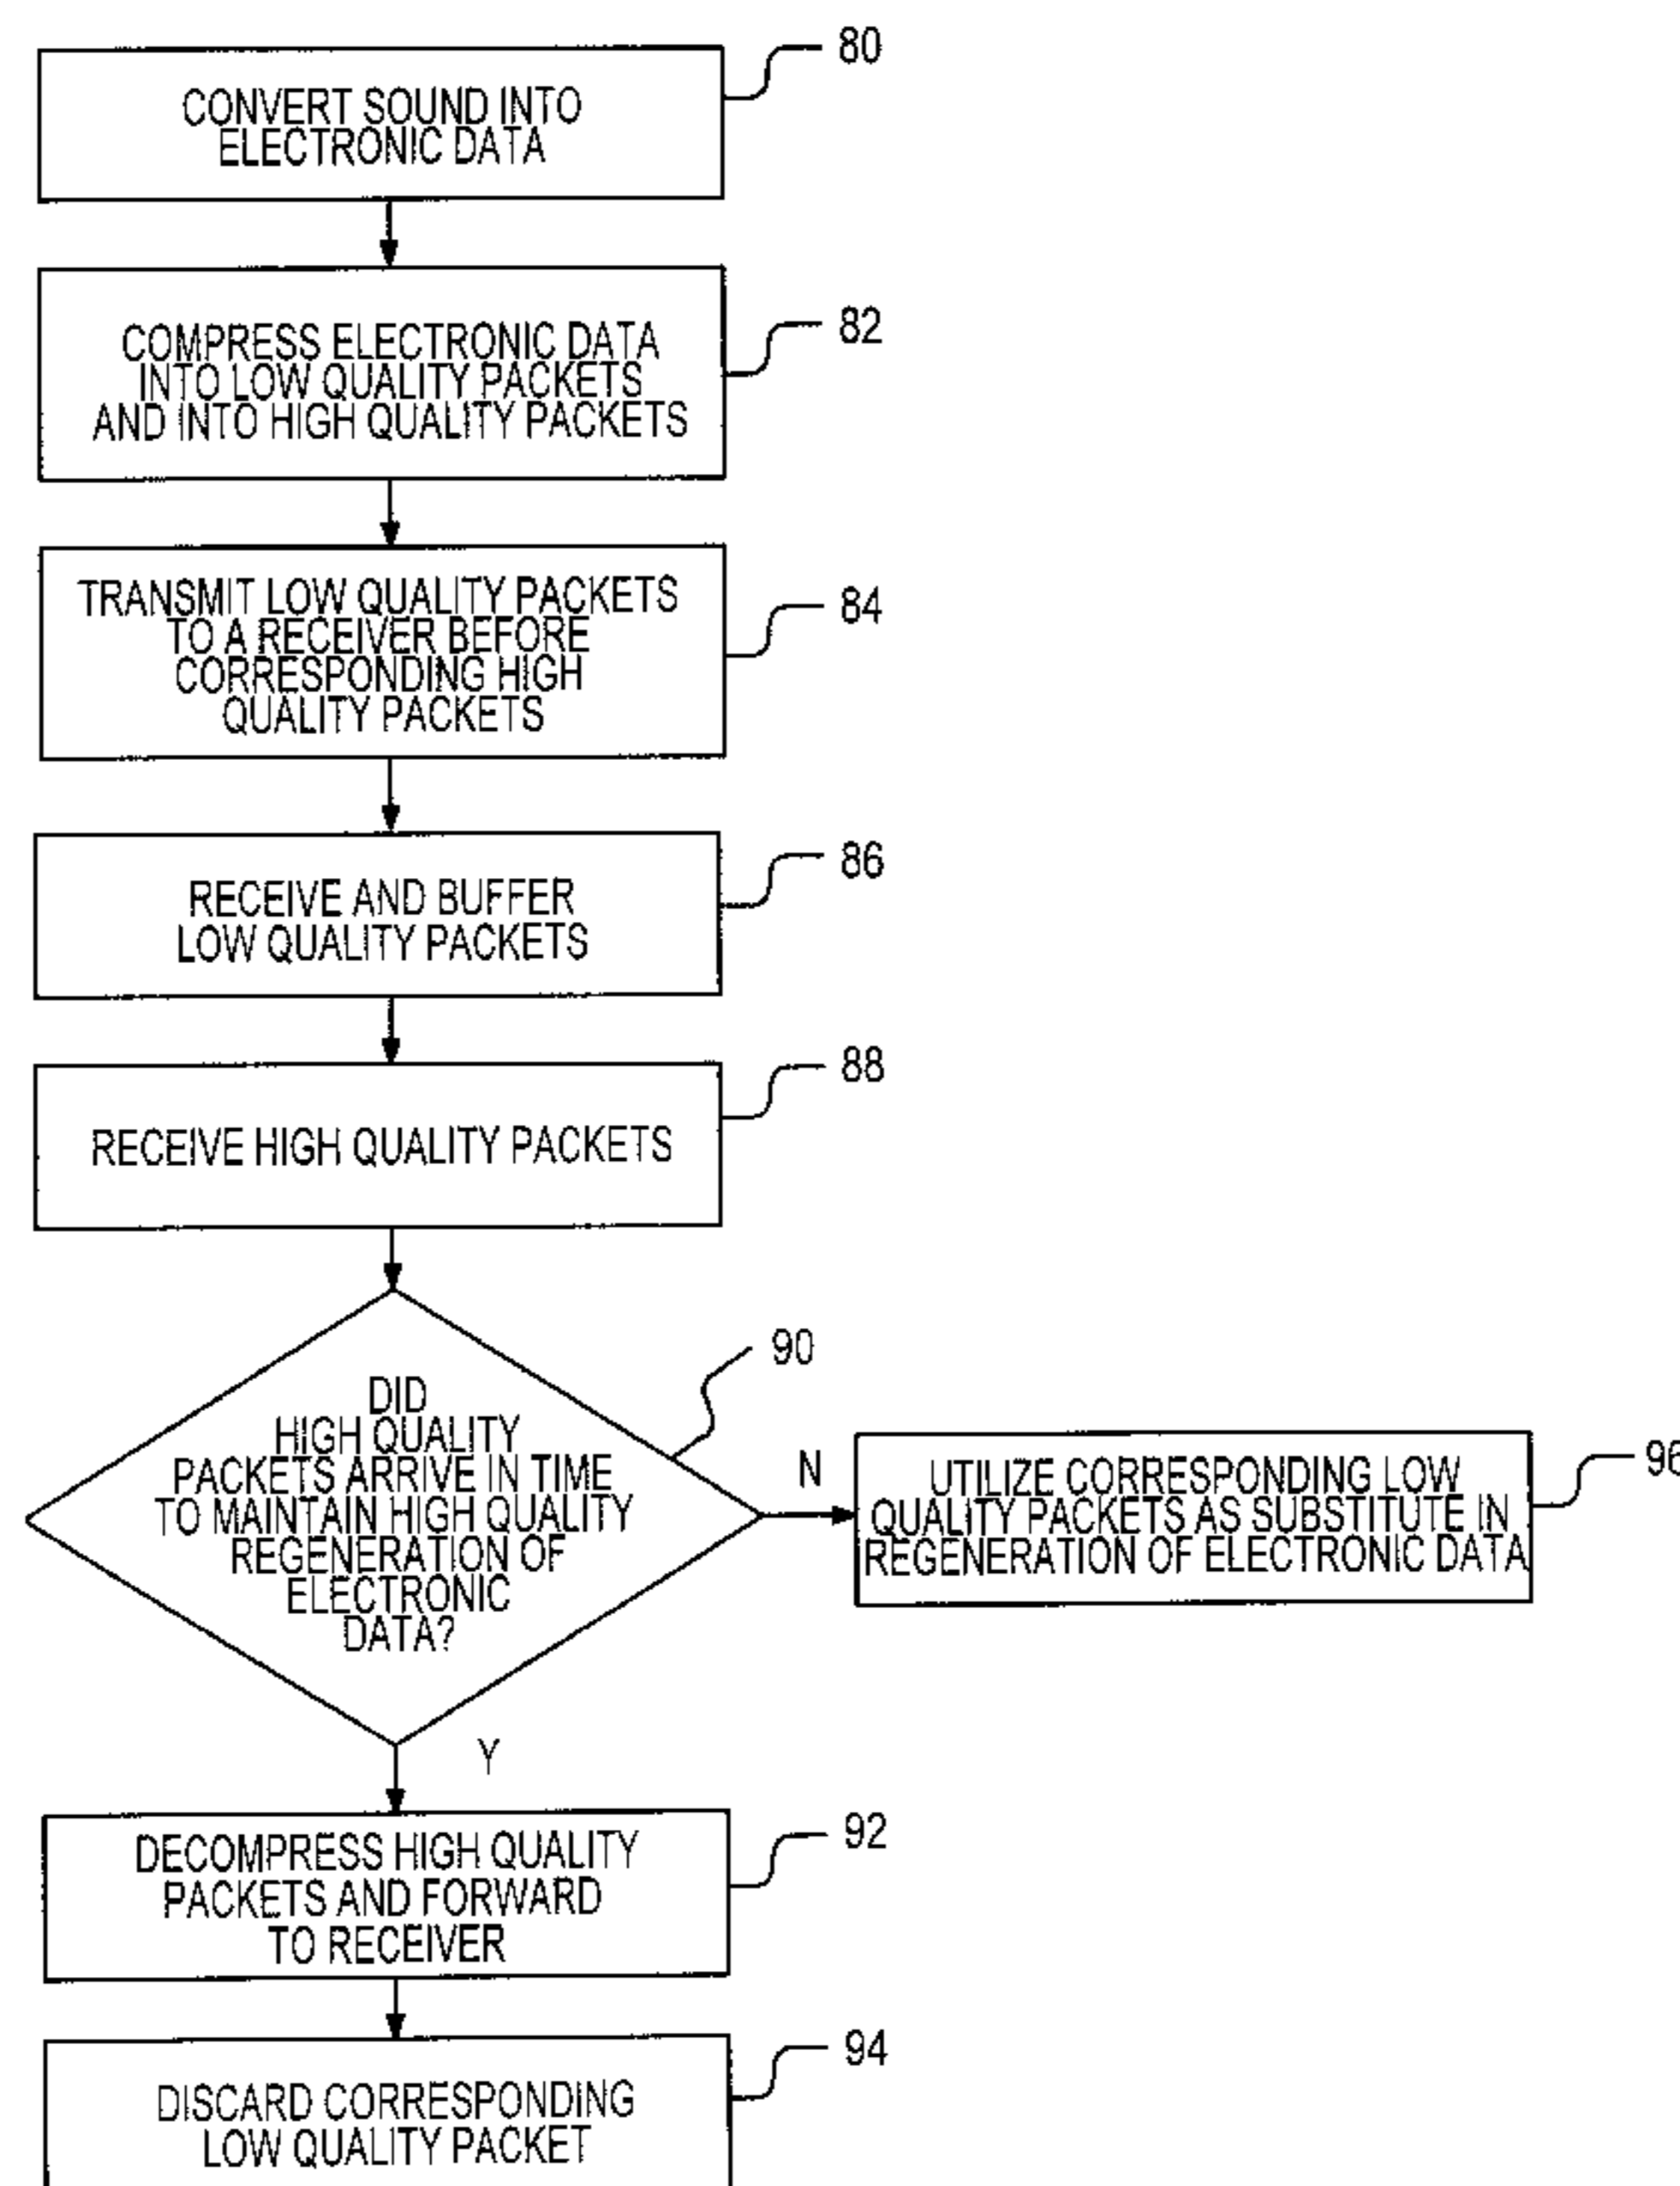 80
CONVERT SOUND INTO
ELECTRONIC DATA
82
COMPRESS ELECTRONIC DATA
INTO LOW QUALITY PACKETS
AND INTO HIGH QUALITY PACKETS
84
TRANSMIT LOW QUALITY PACKETS
TO A RECEIVER BEFORE
CORRESPONDING HIGH
QUALITY PACKETS
86
RECEIVE AND BUFFER
LOW QUALITY PACKETS
88
RECEIVE HIGH QUALITY PACKETS
90
DID
HIGH QUALITY
PACKETS ARRIVE IN TIME
TO MAINTAIN HIGH QUALITY
REGENERATION OF
ELECTRONIC
DATA?
N
96
UTILIZE CORRESPONDING LOW
QUALITY PACKETS AS SUBSTITUTE IN
REGENERATION OF ELECTRONIC DATA
Y
92
DECOMPRESS HIGH QUALITY
PACKETS AND FORWARD
TO RECEIVER
94
DISCARD CORRESPONDING
LOW QUALITY PACKET